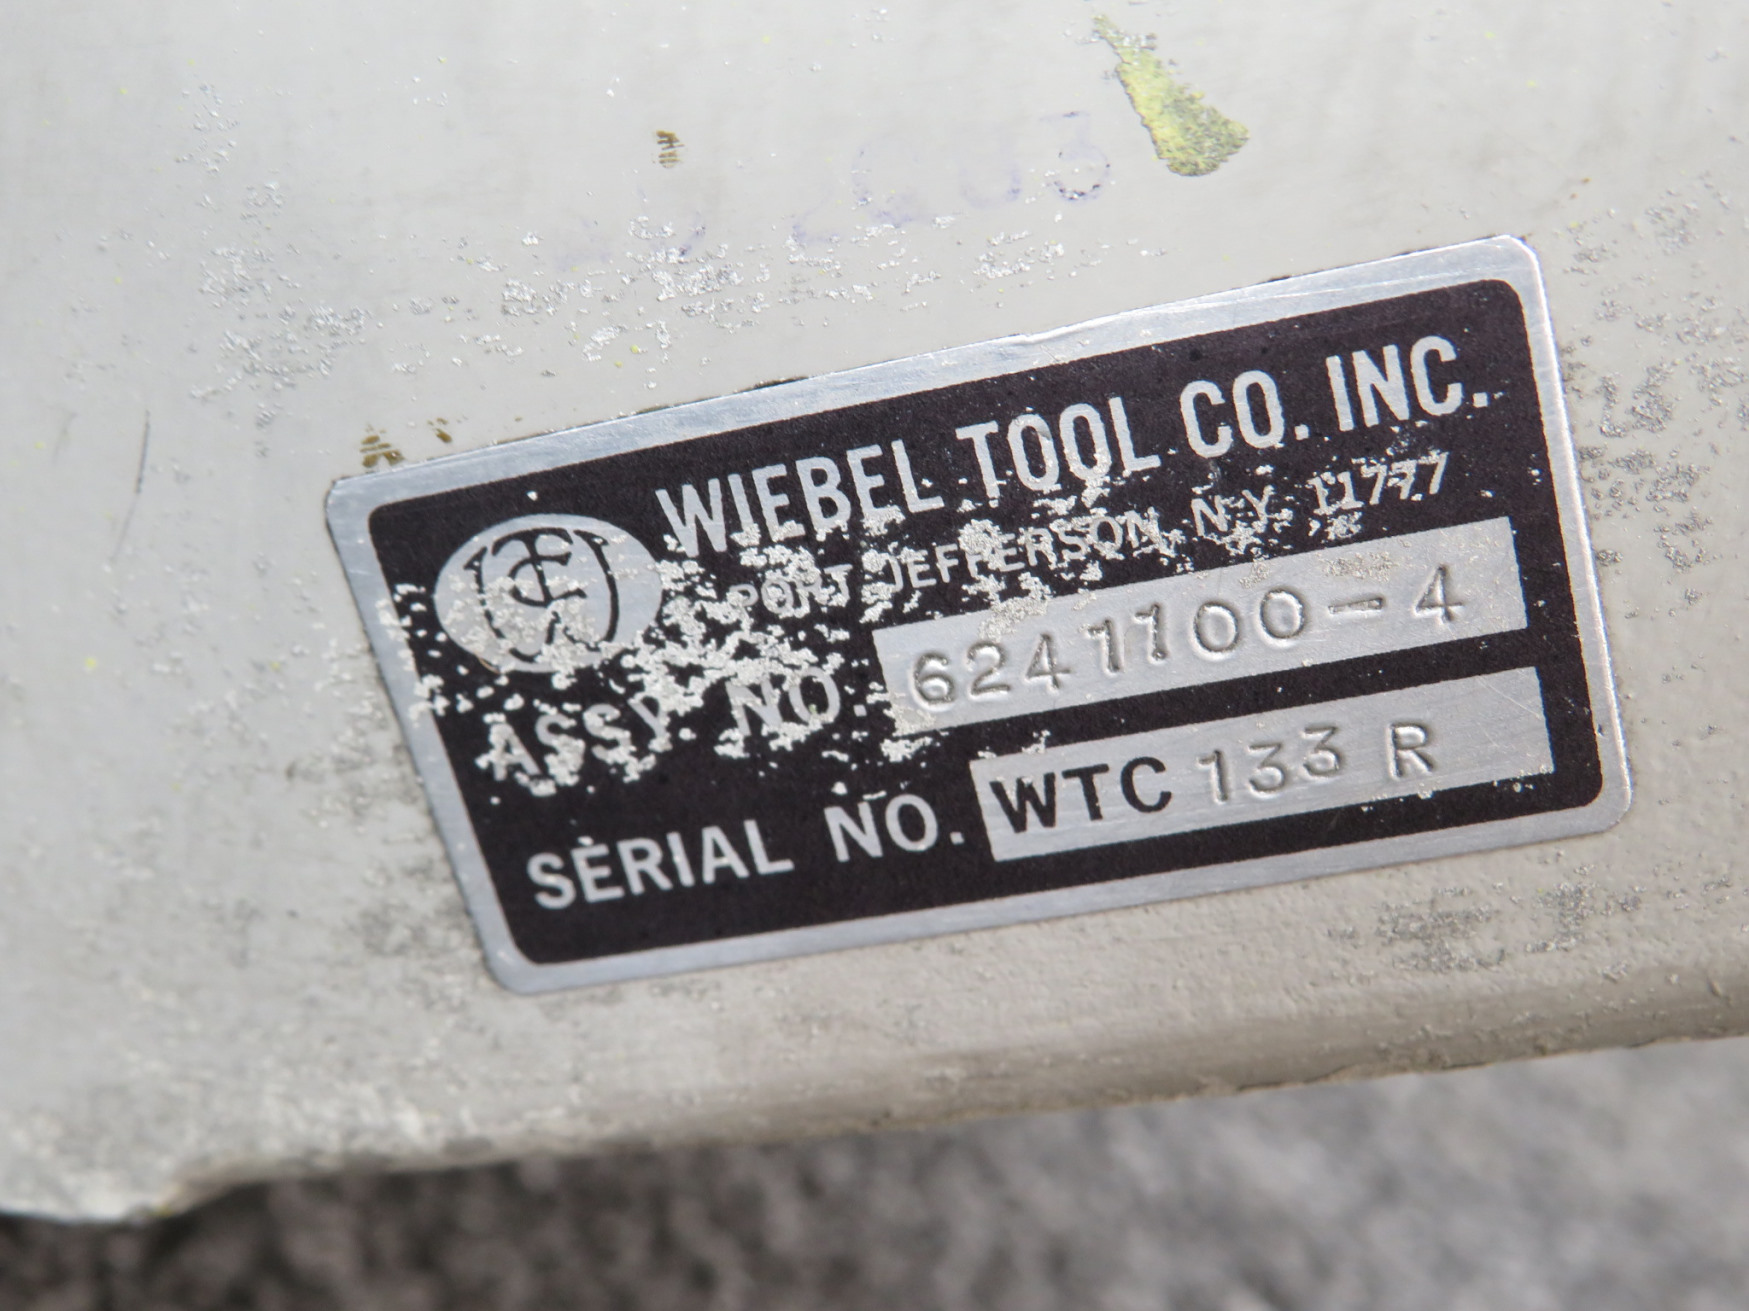 WIEBEL TOOL CO. INC.
PORT JEFFERSON, N.Y. 11777
ASSY. NO. 6241100-4
SERIAL NO. WTC 133 R